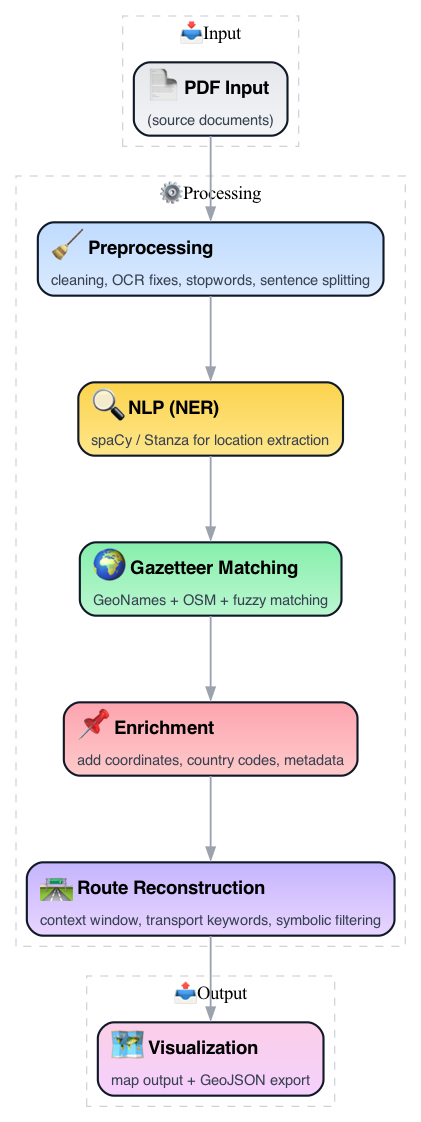 Input
PDF Input
(source documents)
Processing
Preprocessing
cleaning, OCR fixes, stopwords, sentence splitting
NLP (NER)
spaCy / Stanza for location extraction
Gazetteer Matching
GeoNames + OSM + fuzzy matching
Enrichment
add coordinates, country codes, metadata
Route Reconstruction
context window, transport keywords, symbolic filtering
Output
Visualization
map output + GeoJSON export